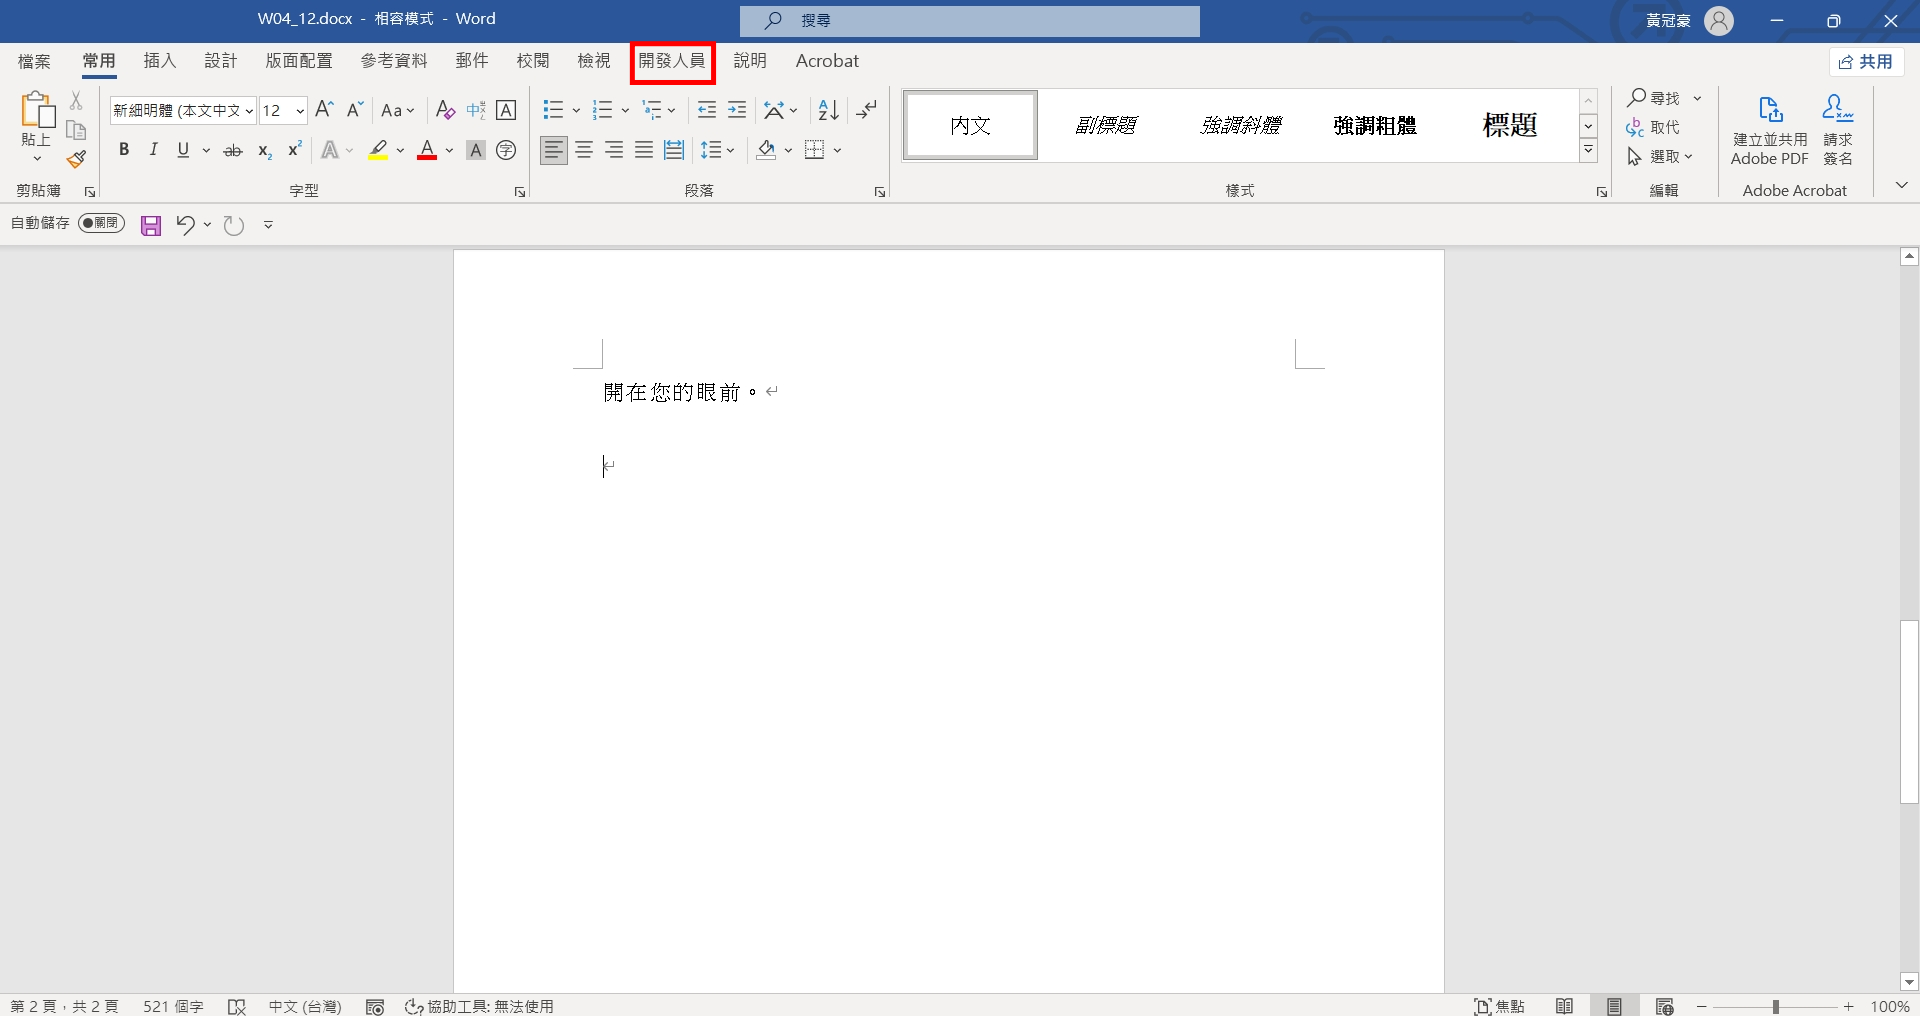 W04_12.docx - 相容模式 - Word
搜尋
黃冠豪
檔案 常用 插入 設計 版面配置 參考資料 郵件 校閱 檢視 開發人員 說明 Acrobat
共用
貼上
新細明體 (本文中文 12
內文 副標題 強調斜體 強調粗體 標題
尋找
取代
選取
建立並共用 Adobe PDF
請求 簽名
剪貼簿 字型 段落 樣式 編輯 Adobe Acrobat
自動儲存 關閉
開在您的眼前。
第 2 頁，共 2 頁 521 個字 中文 (台灣) 協助工具: 無法使用 焦點 100%